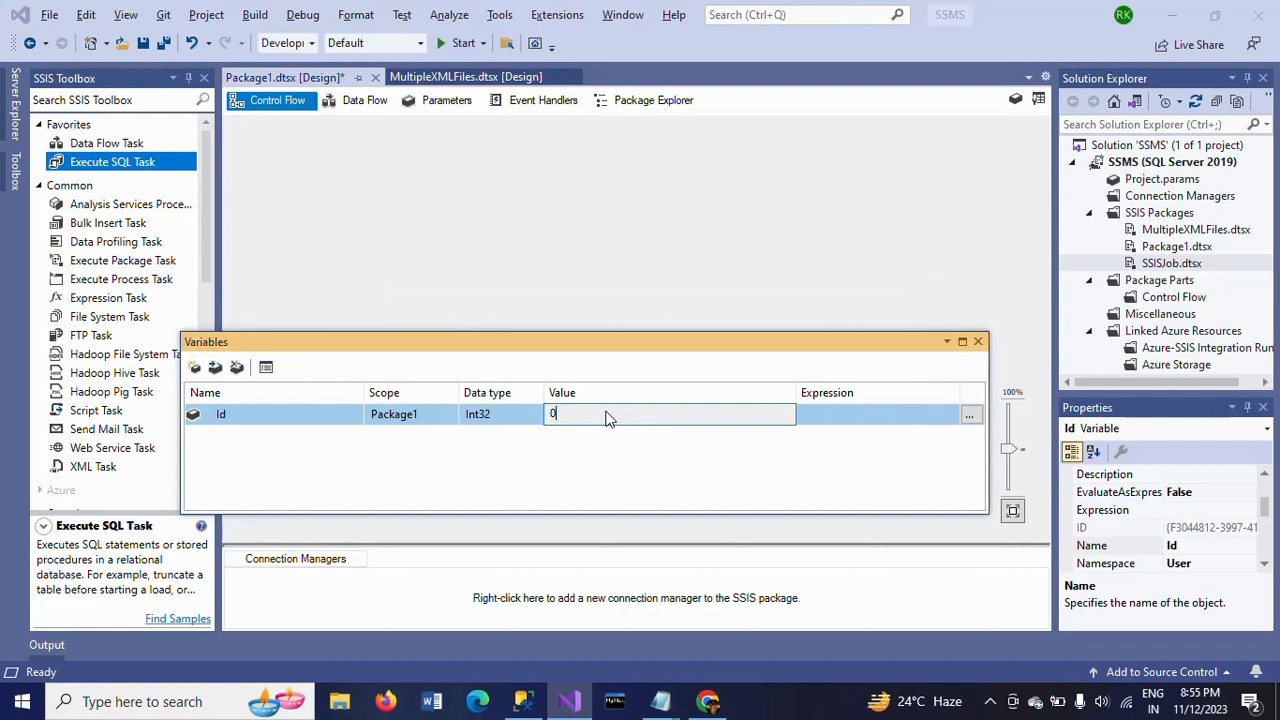 File Edit View Git Project Build Debug Format Test Analyze Tools Extensions Window Help Search (Ctrl+Q) SSMS RK
Developi Default Start Live Share
Server Explorer
Toolbox
SSIS Toolbox
Search SSIS Toolbox
Favorites
Data Flow Task
Execute SQL Task
Common
Analysis Services Proce...
Bulk Insert Task
Data Profiling Task
Execute Package Task
Execute Process Task
Expression Task
File System Task
FTP Task
Hadoop File System Ta
Hadoop Hive Task
Hadoop Pig Task
Script Task
Send Mail Task
Web Service Task
XML Task
Azure
Execute SQL Task
Executes SQL statements or stored
procedures in a relational
database. For example, truncate a
table before starting a load, or...
Find Samples
Package1.dtsx [Design]* MultipleXMLFiles.dtsx [Design]
Control Flow Data Flow Parameters Event Handlers Package Explorer
Variables
Name Scope Data type Value Expression
Id Package1 Int32 0 ...
100%
Connection Managers
Right-click here to add a new connection manager to the SSIS package.
Solution Explorer
Search Solution Explorer (Ctrl+;)
Solution 'SSMS' (1 of 1 project)
SSMS (SQL Server 2019)
Project.params
Connection Managers
SSIS Packages
MultipleXMLFiles.dtsx
Package1.dtsx
SSISJob.dtsx
Package Parts
Control Flow
Miscellaneous
Linked Azure Resources
Azure-SSIS Integration Run
Azure Storage
Properties
Id Variable
Description
EvaluateAsExpres False
Expression
ID {F3044812-3997-41
Name Id
Namespace User
Name
Specifies the name of the object.
Output
Ready Add to Source Control
Type here to search 24°C Haze ENG IN 8:55 PM 11/12/2023 2